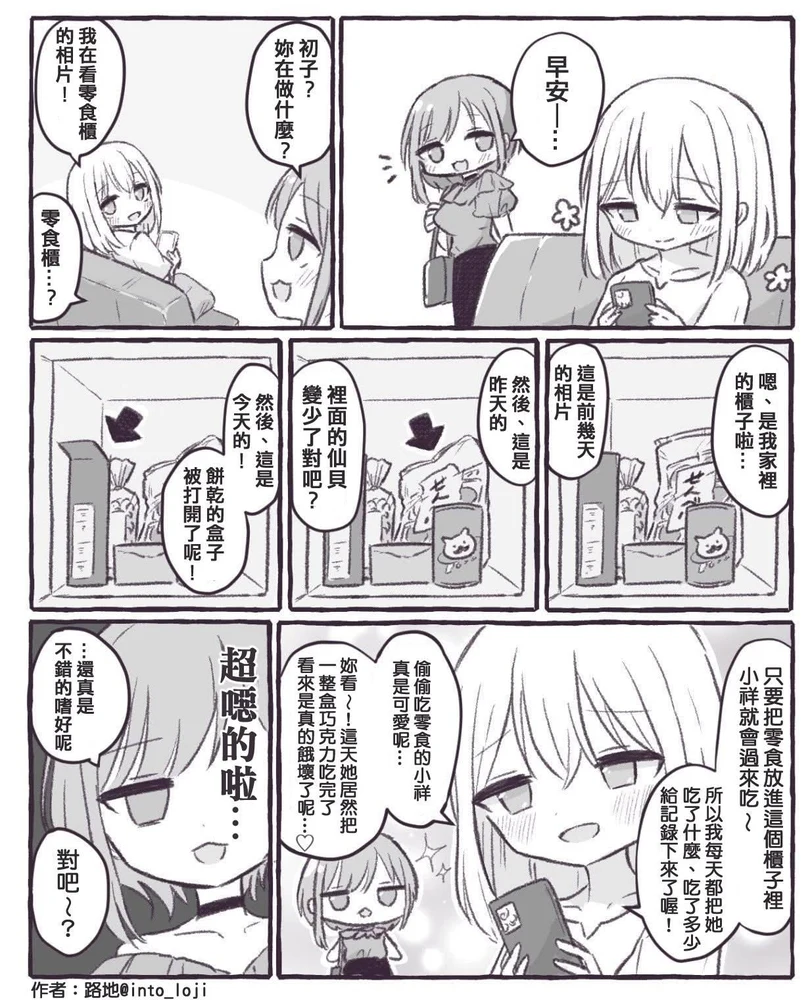 早安—…
初子？
妳在做什麼？
我在看零食櫃
的相片！
零食櫃…？
嗯、是我家裡
的櫃子啦…
這是前幾天
的相片
然後、這是
昨天的
裡面的仙貝
變少了對吧？
然後、這是
今天的！
餅乾的盒子
被打開了呢！
只要把零食放進這個櫃子裡
小祥就會過來吃～
所以我每天都把她
吃了什麼、吃了多少
給記錄下來了喔！
偷偷吃零食的小祥
真是可愛呢…
妳看～！這天她居然把
一整盒巧克力吃完了
看來是真的餓壞了呢…♡
超噁的啦…
…還真是
不錯的嗜好呢
對吧～？
作者：路地@into_loji